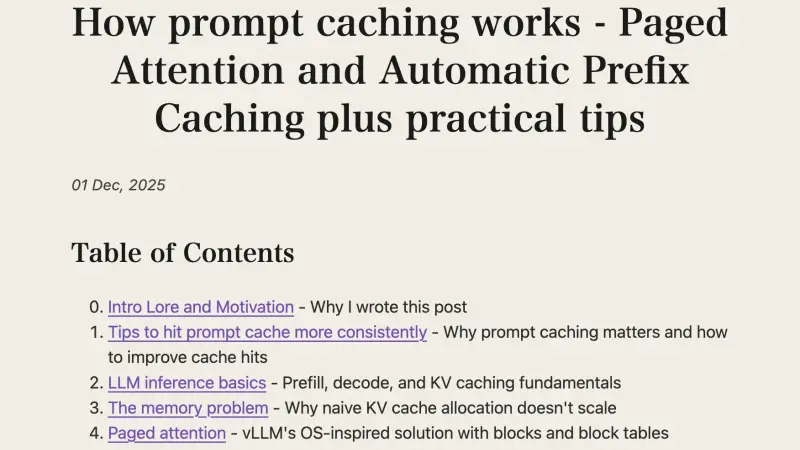 How prompt caching works - Paged
Attention and Automatic Prefix
Caching plus practical tips
01 Dec, 2025
Table of Contents
0. Intro Lore and Motivation - Why I wrote this post
1. Tips to hit prompt cache more consistently - Why prompt caching matters and how
to improve cache hits
2. LLM inference basics - Prefill, decode, and KV caching fundamentals
3. The memory problem - Why naive KV cache allocation doesn't scale
4. Paged attention - vLLM's OS-inspired solution with blocks and block tables